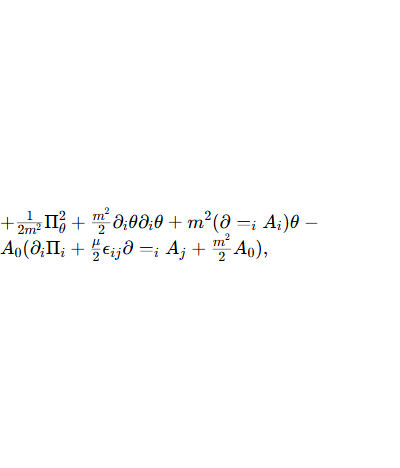 $+\frac{1}{2m^2}\Pi_\theta^2 + \frac{m^2}{2}\partial_i\theta\partial_i\theta + m^2(\partial =_i A_i)\theta -$
$A_0(\partial_i\Pi_i + \frac{\mu}{2}\epsilon_{ij}\partial =_i A_j + \frac{m^2}{2}A_0),$